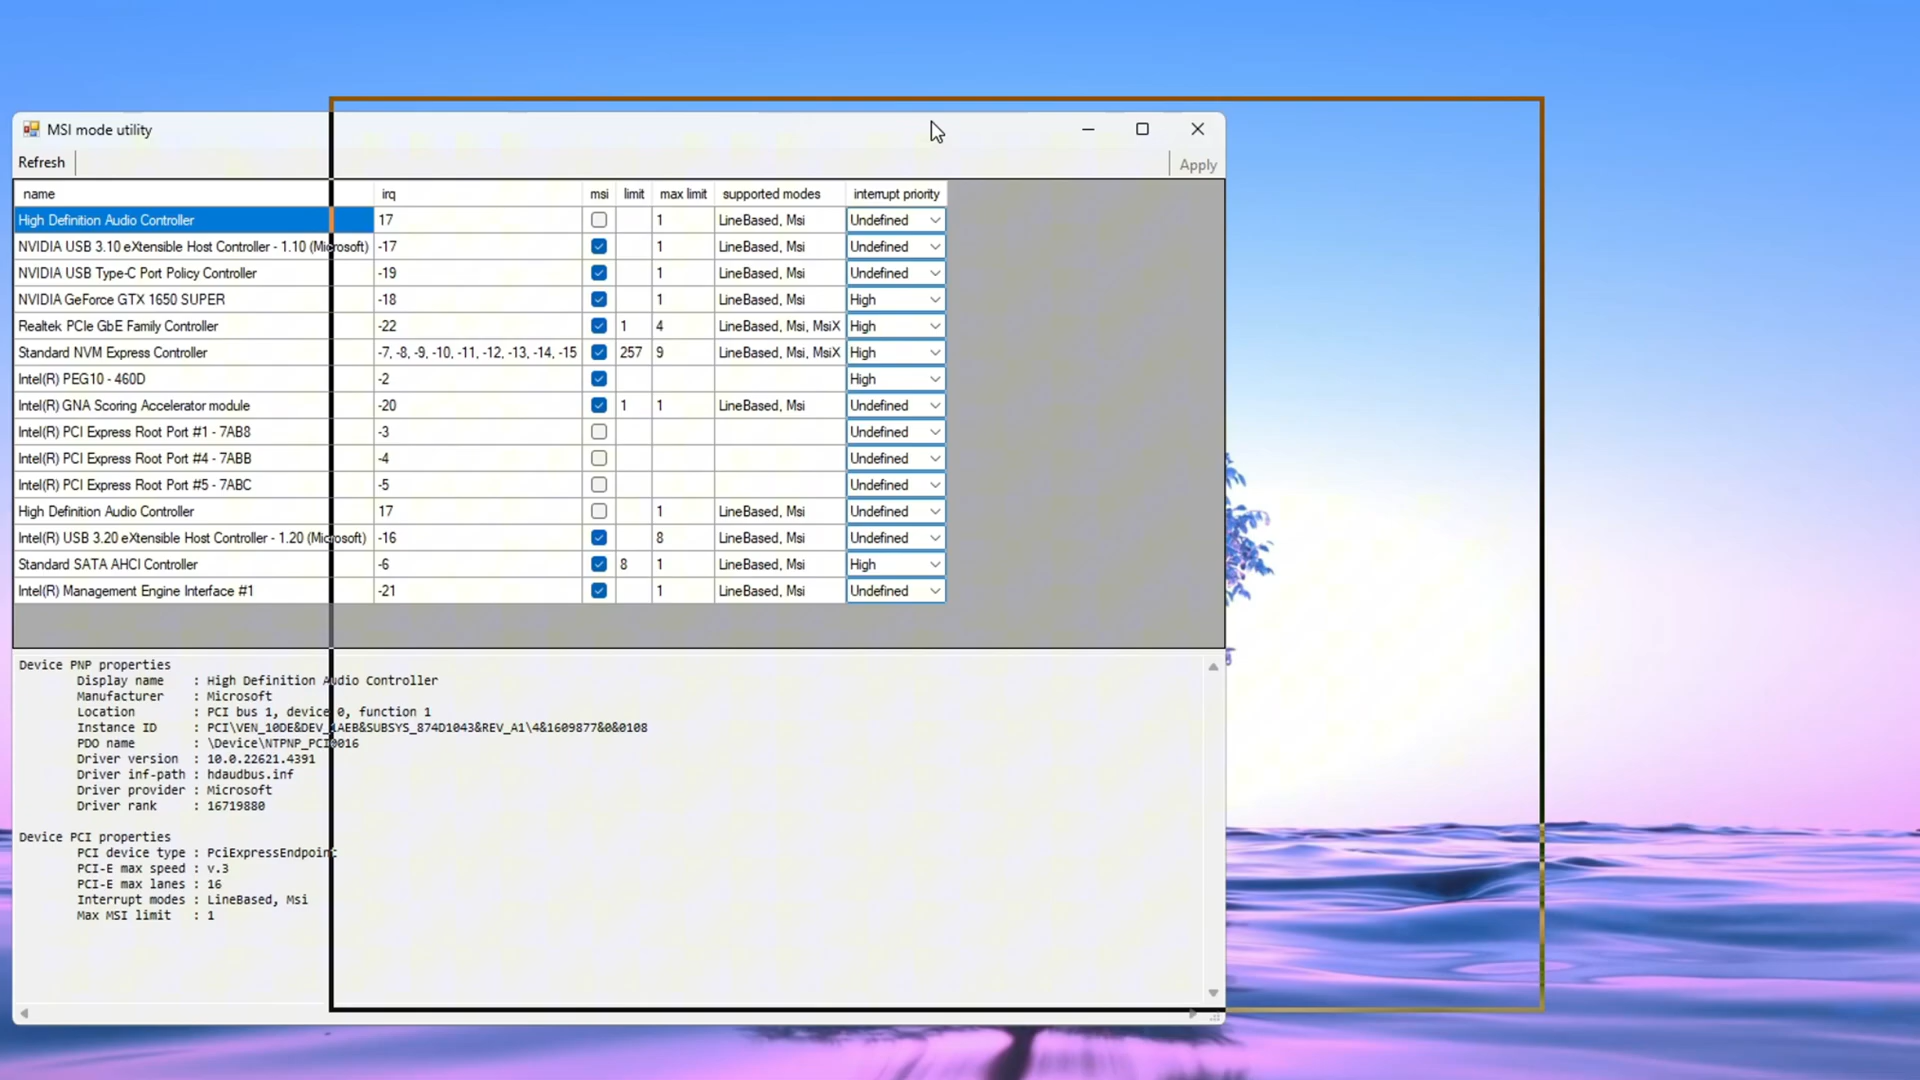 MSI mode utility
Refresh Apply
name irq msi limit max limit supported modes interrupt priority
High Definition Audio Controller 17 1 LineBased, Msi Undefined
NVIDIA USB 3.10 eXtensible Host Controller - 1.10 (Microsoft) -17 1 LineBased, Msi Undefined
NVIDIA USB Type-C Port Policy Controller -19 1 LineBased, Msi Undefined
NVIDIA GeForce GTX 1650 SUPER -18 1 LineBased, Msi High
Realtek PCIe GbE Family Controller -22 1 4 LineBased, Msi, MsiX High
Standard NVM Express Controller -7, -8, -9, -10, -11, -12, -13, -14, -15 257 9 LineBased, Msi, MsiX High
Intel(R) PEG10 - 460D -2 High
Intel(R) GNA Scoring Accelerator module -20 1 1 LineBased, Msi Undefined
Intel(R) PCI Express Root Port #1 - 7AB8 -3 Undefined
Intel(R) PCI Express Root Port #4 - 7ABB -4 Undefined
Intel(R) PCI Express Root Port #5 - 7ABC -5 Undefined
High Definition Audio Controller 17 1 LineBased, Msi Undefined
Intel(R) USB 3.20 eXtensible Host Controller - 1.20 (Microsoft) -16 8 LineBased, Msi Undefined
Standard SATA AHCI Controller -6 8 1 LineBased, Msi High
Intel(R) Management Engine Interface #1 -21 1 LineBased, Msi Undefined
Device PNP properties
Display name : High Definition Audio Controller
Manufacturer : Microsoft
Location : PCI bus 1, device 0, function 1
Instance ID : PCI\VEN_10DE&DEV_1AEB&SUBSYS_874D1043&REV_A1\4&1609877&0&0108
PDO name : \Device\NTPNP_PCI0016
Driver version : 10.0.22621.4391
Driver inf-path : hdaudbus.inf
Driver provider : Microsoft
Driver rank : 16719880
Device PCI properties
PCI device type : PciExpressEndpoint
PCI-E max speed : v.3
PCI-E max lanes : 16
Interrupt modes : LineBased, Msi
Max MSI limit : 1